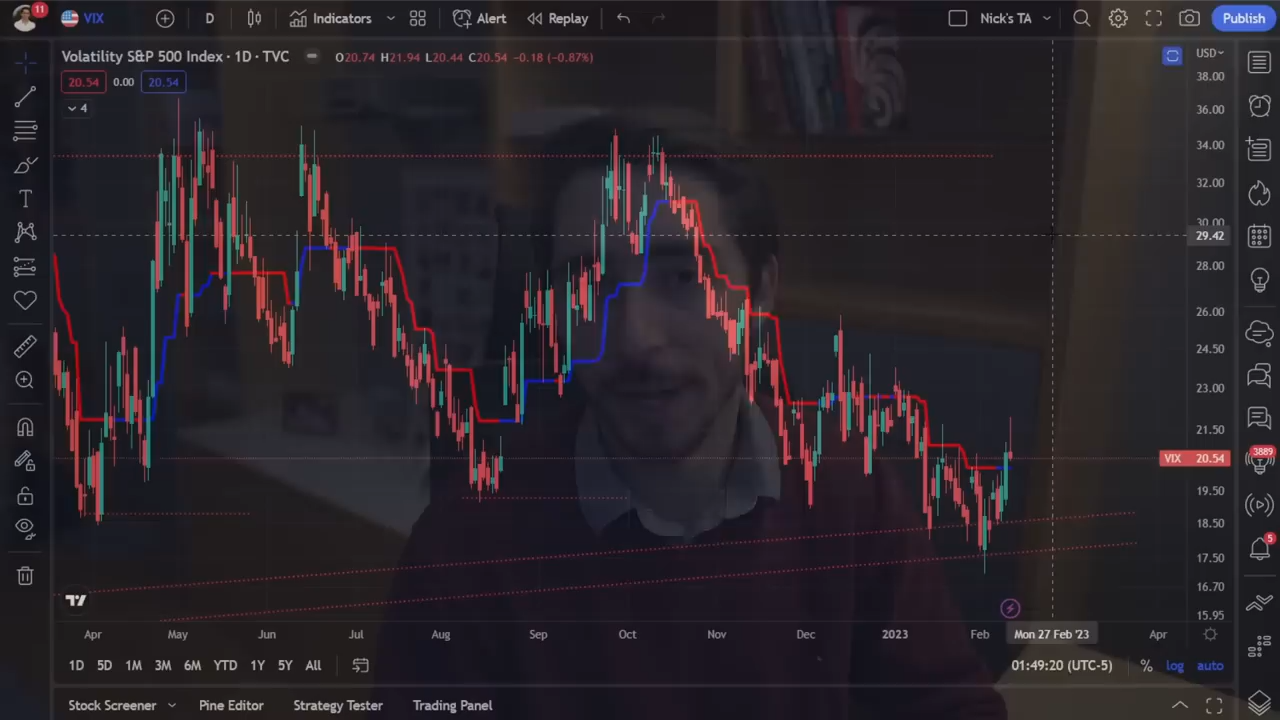 11
VIX
D
Indicators
Alert
Replay
Nick's TA
Publish
Volatility S&P 500 Index · 1D · TVC
O20.74 H21.94 L20.44 C20.54 −0.18 (−0.87%)
USD
20.54 0.00 20.54
4
38.00
36.00
34.00
32.00
30.00
29.42
28.00
26.00
24.50
23.00
21.50
VIX 20.54
3889
19.50
18.50
5
17.50
16.70
15.95
Apr May Jun Jul Aug Sep Oct Nov Dec 2023 Feb Mon 27 Feb '23 Apr
1D 5D 1M 3M 6M YTD 1Y 5Y All
01:49:20 (UTC-5) % log auto
Stock Screener Pine Editor Strategy Tester Trading Panel